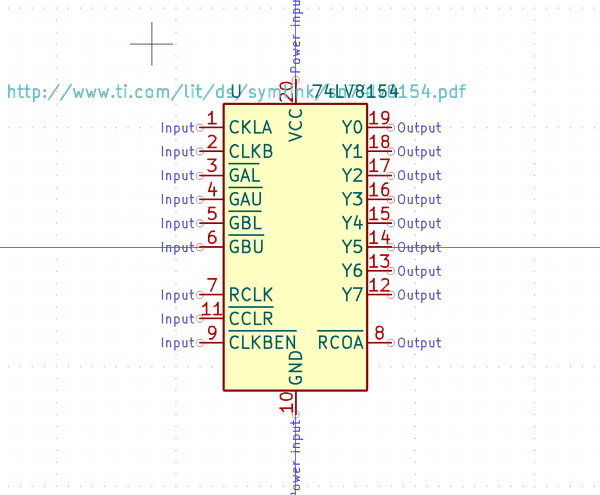 Power inpu
20
U 74LV8154
http://www.ti.com/lit/ds/symlink/sn74lv8154.pdf
VCC
Input 1 CKLA Y0 19 Output
Input 2 CLKB Y1 18 Output
Input 3 GAL Y2 17 Output
Input 4 GAU Y3 16 Output
Input 5 GBL Y4 15 Output
Input 6 GBU Y5 14 Output
Y6 13 Output
Input 7 RCLK Y7 12 Output
Input 11 CCLR
Input 9 CLKBEN RCOA 8 Output
GND
10
Power input